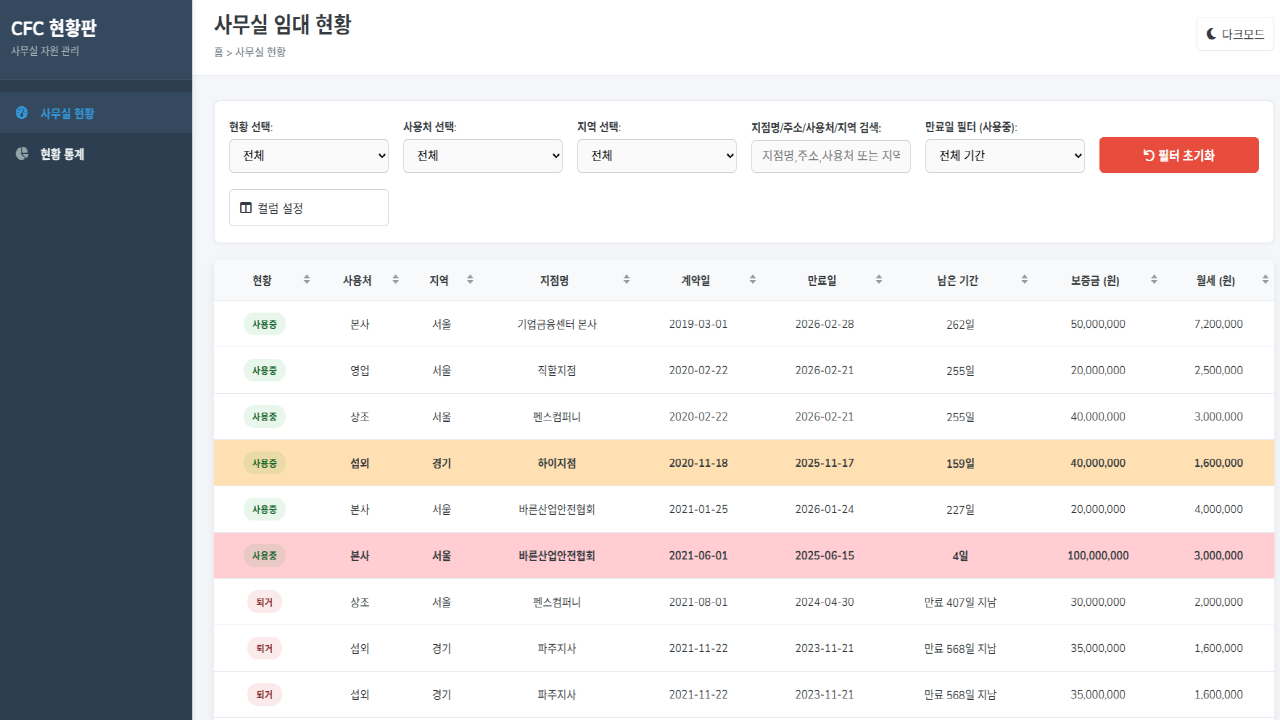 CFC 현황판
사무실 자원 관리
사무실 현황
현황 통계
사무실 임대 현황
홈 > 사무실 현황
다크모드
현황 선택: 사용처 선택: 지역 선택: 지점명/주소/사용처/지역 검색: 만료일 필터 (사용중):
전체 전체 전체 지점명,주소,사용처 또는 지역 전체 기간 필터 초기화
컬럼 설정
현황 사용처 지역 지점명 계약일 만료일 남은 기간 보증금 (원) 월세 (원)
사용중 본사 서울 기업금융센터 본사 2019-03-01 2026-02-28 262일 50,000,000 7,200,000
사용중 영업 서울 직할지점 2020-02-22 2026-02-21 255일 20,000,000 2,500,000
사용중 상조 서울 펜스컴퍼니 2020-02-22 2026-02-21 255일 40,000,000 3,000,000
사용중 섭외 경기 하이지점 2020-11-18 2025-11-17 159일 40,000,000 1,600,000
사용중 본사 서울 바른산업안전협회 2021-01-25 2026-01-24 227일 20,000,000 4,000,000
사용중 본사 서울 바른산업안전협회 2021-06-01 2025-06-15 4일 100,000,000 3,000,000
퇴거 상조 서울 펜스컴퍼니 2021-08-01 2024-04-30 만료 407일 지남 30,000,000 2,000,000
퇴거 섭외 경기 파주지사 2021-11-22 2023-11-21 만료 568일 지남 35,000,000 1,600,000
퇴거 섭외 경기 파주지사 2021-11-22 2023-11-21 만료 568일 지남 35,000,000 1,600,000